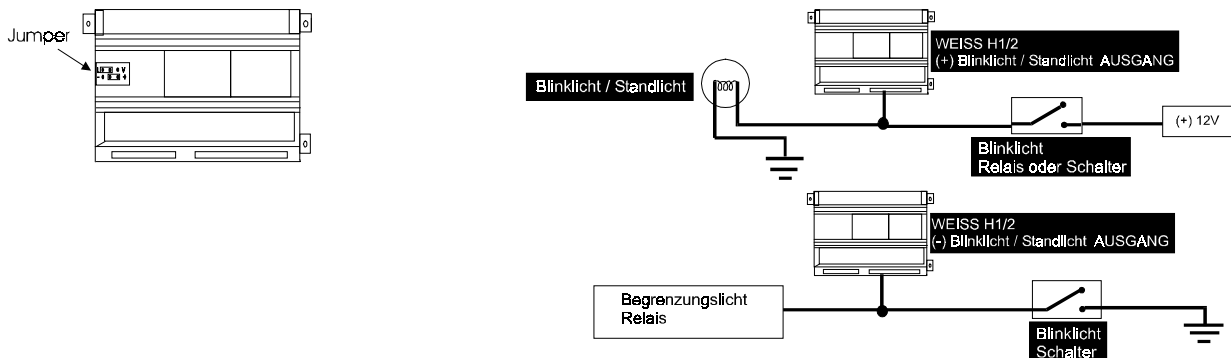 Jumper
WEISS H1/2
(+) Blinklicht / Standlicht AUSGANG
Blinklicht / Standlicht
(+) 12V
Blinklicht
Relais oder Schalter
WEISS H1/2
(-) Blinklicht / Standlicht AUSGANG
Begrenzungslicht
Relais
Blinklicht
Schalter